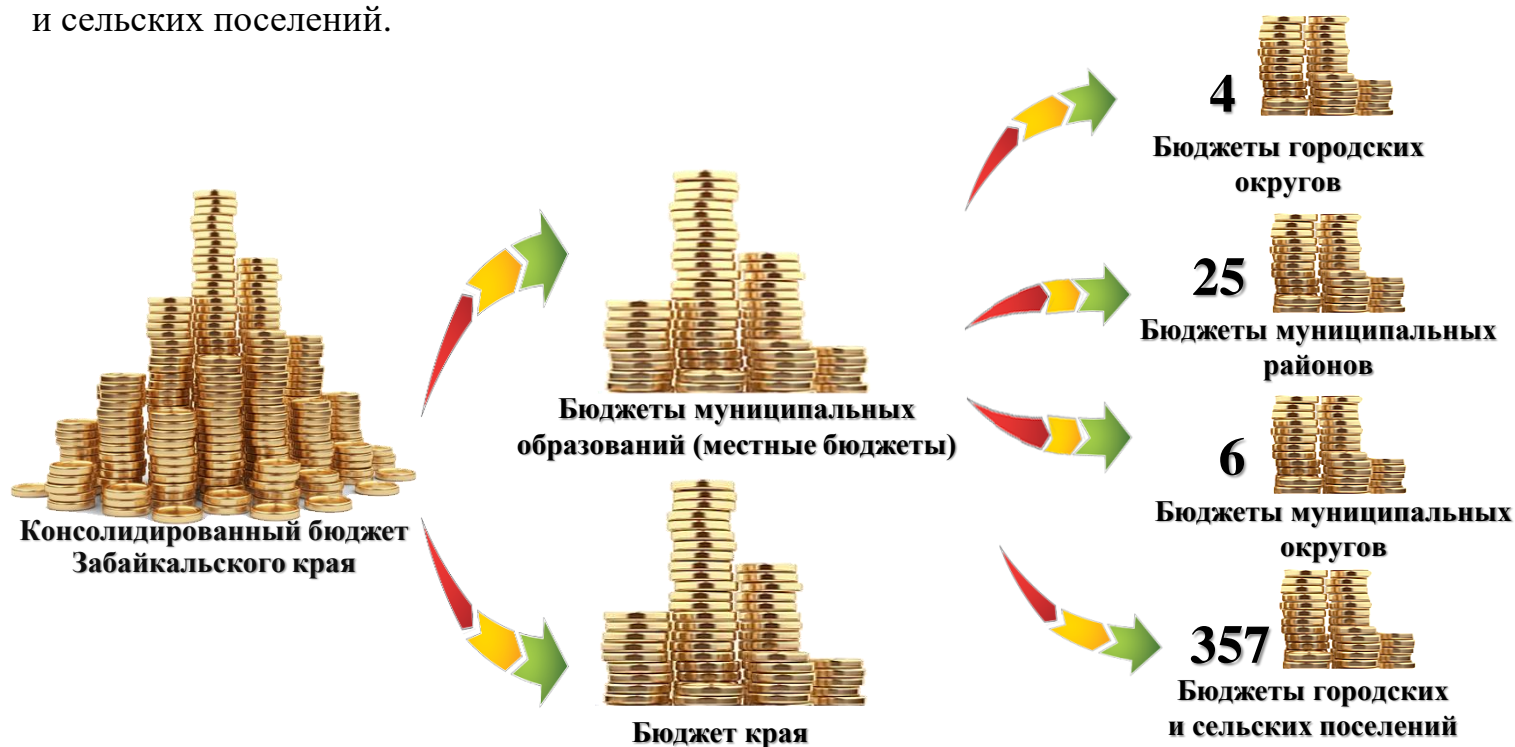 и сельских поселений.
4
Бюджеты городских
округов
25
Бюджеты муниципальных
районов
Бюджеты муниципальных
образований (местные бюджеты)
6
Бюджеты муниципальных
округов
Консолидированный бюджет
Забайкальского края
357
Бюджеты городских
и сельских поселений
Бюджет края